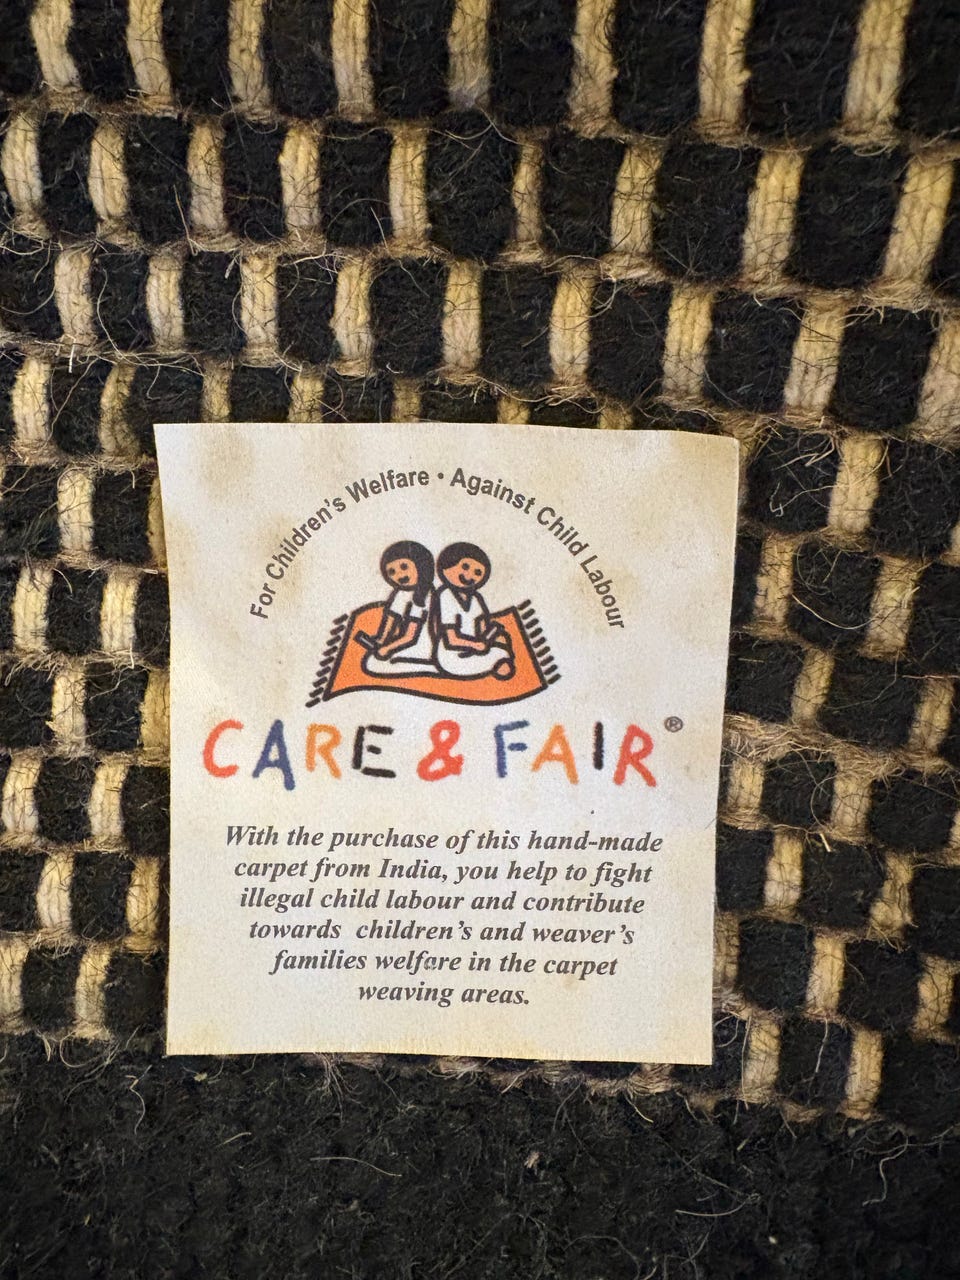 For Children's Welfare • Against Child Labour
CARE & FAIR®
With the purchase of this hand-made
carpet from India, you help to fight
illegal child labour and contribute
towards children's and weaver's
families welfare in the carpet
weaving areas.